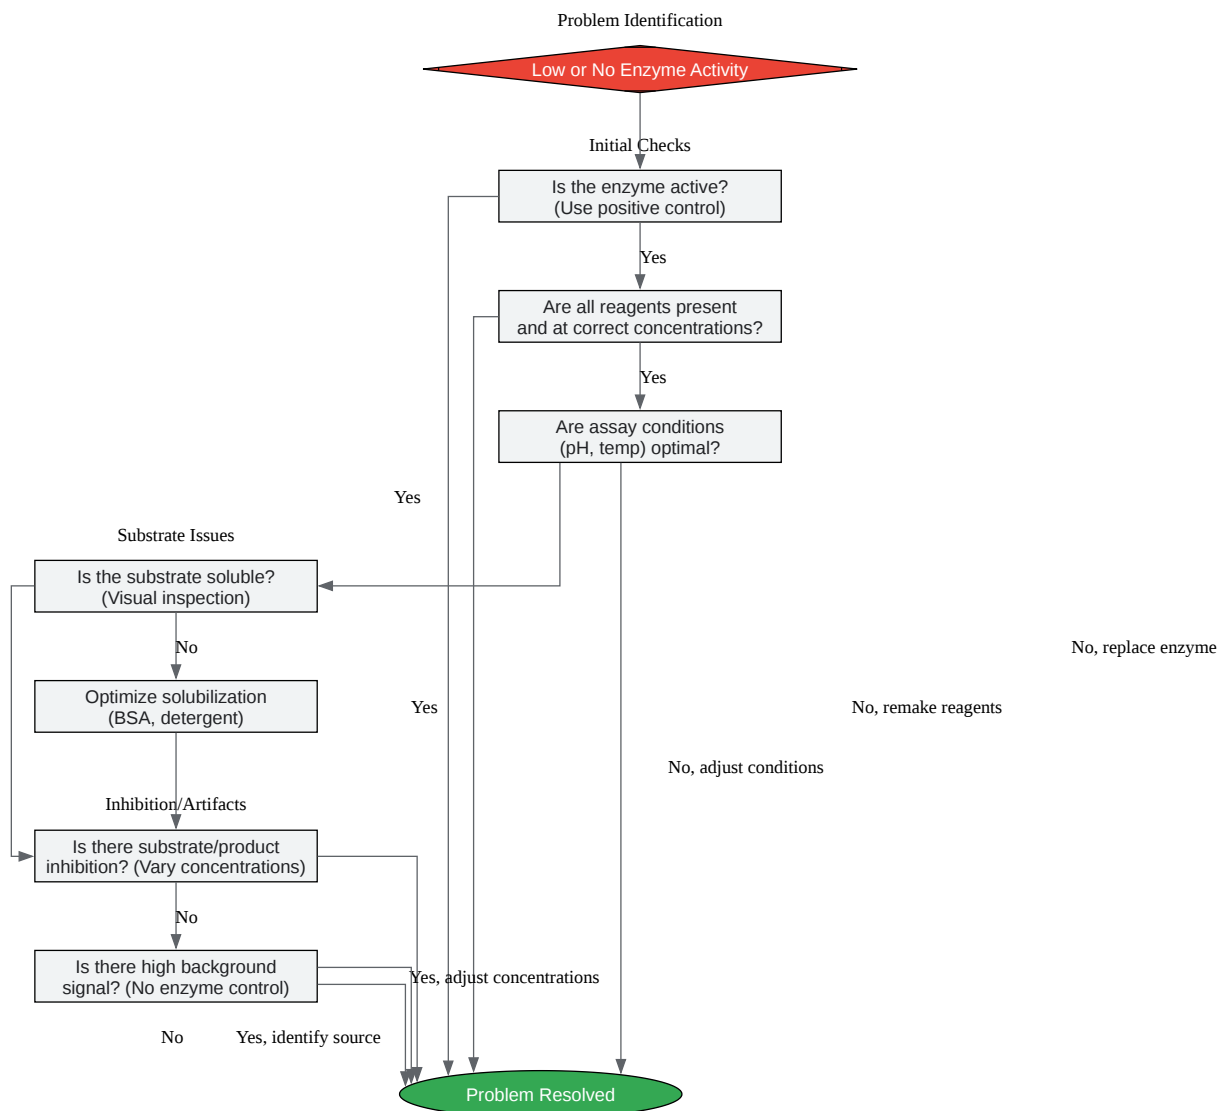 Problem Identification
Low or No Enzyme Activity
Initial Checks
Is the enzyme active?
(Use positive control)
Yes
Are all reagents present
and at correct concentrations?
Yes
Are assay conditions
(pH, temp) optimal?
Yes
Substrate Issues
Is the substrate soluble?
(Visual inspection)
No
No, replace enzyme
Optimize solubilization
(BSA, detergent)
Yes
No, remake reagents
No, adjust conditions
Inhibition/Artifacts
Is there substrate/product
inhibition? (Vary concentrations)
No
Is there high background
signal? (No enzyme control)
Yes, adjust concentrations
No
Yes, identify source
Problem Resolved